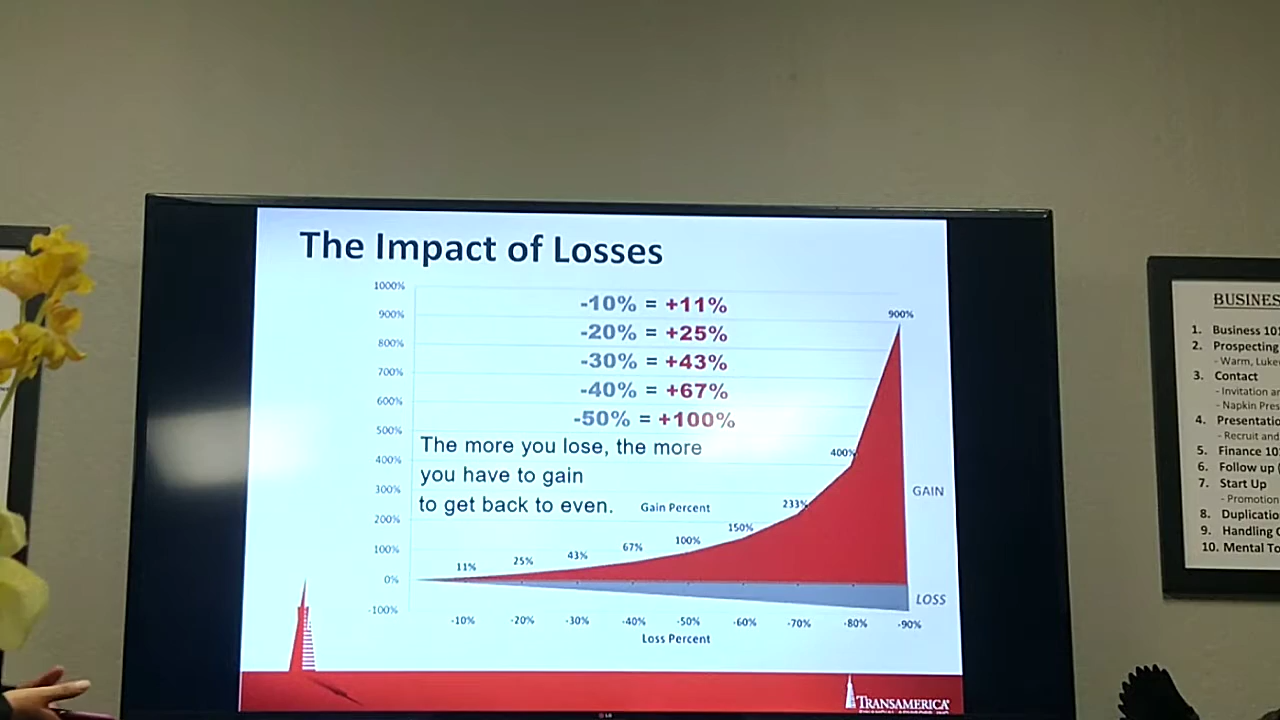 The Impact of Losses
1000%
900%
800%
700%
600%
500%
400%
300%
200%
100%
0%
-100%
-10% = +11%
-20% = +25%
-30% = +43%
-40% = +67%
-50% = +100%
The more you lose, the more
you have to gain
to get back to even.
Gain Percent
11%
25%
43%
67%
100%
150%
233%
400%
900%
GAIN
LOSS
-10%
-20%
-30%
-40%
-50%
-60%
-70%
-80%
-90%
Loss Percent
TRANSAMERICA
BUSINES
1. Business 101
2. Prospecting
- Warm, Luke
3. Contact
- Invitation an
- Napkin Pres
4. Presentatio
- Recruit and
5. Finance 10
6. Follow up (
7. Start Up
- Promotion
8. Duplicatio
9. Handling
10. Mental To